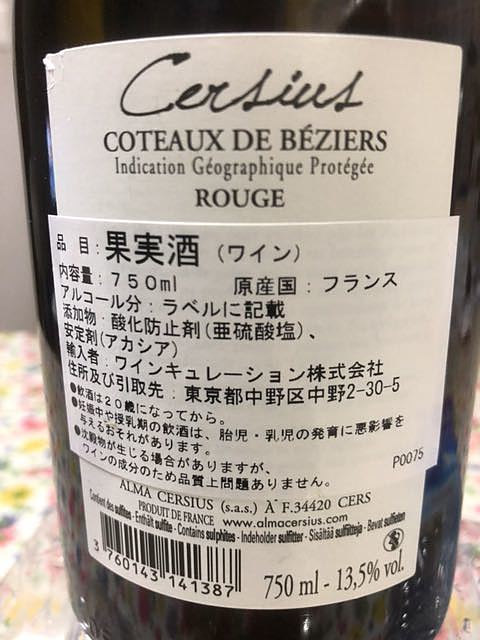 Cersius
COTEAUX DE BÉZIERS
Indication Géographique Protégée
ROUGE
品 目：果実酒（ワイン）
内容量：750ml 原産国：フランス
アルコール分：ラベルに記載
添加物：酸化防止剤(亜硫酸塩)、
安定剤(アカシア)
輸入者：ワインキュレーション株式会社
住所及び引取先：東京都中野区中野2-30-5
●飲酒は20歳になってから。
●妊娠中や授乳期の飲酒は、胎児・乳児の発育に悪影響を
与えるおそれがあります。
●沈殿物が生じる場合がありますが、
ワインの成分のため品質上問題ありません。
P0075
ALMA CERSIUS (s.a.s.) À F.34420 CERS
PRODUIT DE FRANCE www.almacersius.com
Contient des sulfites - Enthält sulfite - Contains sulphites - Indeholder sulfitter - Sisältää sulfiitteja - Bevat sulfieten
3 760143 141387
750 ml - 13,5% vol.